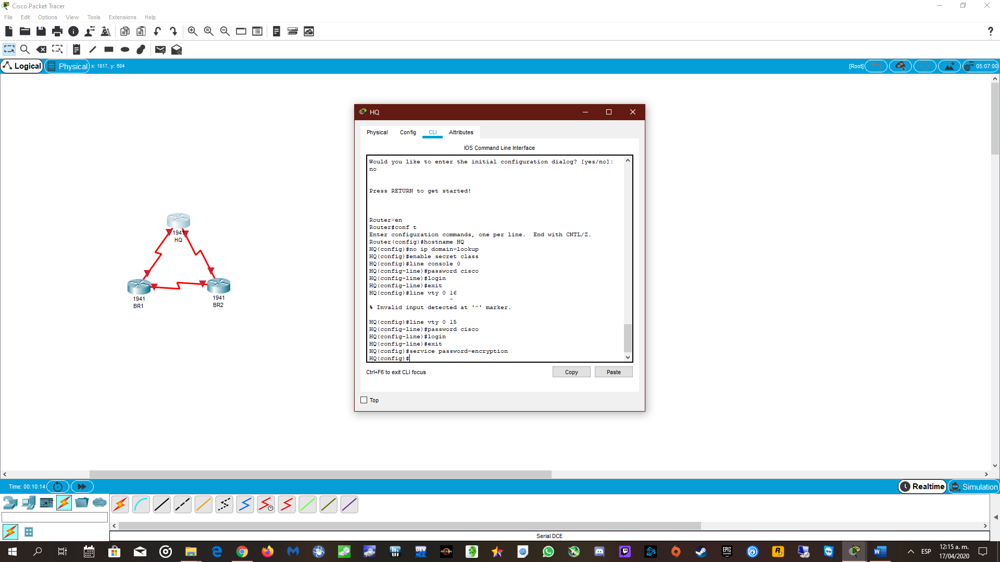 Cisco Packet Tracer
File Edit Options View Tools Extensions Help
Logical Physical x: 1817, y: 684 [Root] 05:07:00
HQ
Physical Config CLI Attributes
IOS Command Line Interface
Would you like to enter the initial configuration dialog? [yes/no]:
no
Press RETURN to get started!
Router>en
Router#conf t
Enter configuration commands, one per line.  End with CNTL/Z.
Router(config)#hostname HQ
HQ(config)#no ip domain-lookup
HQ(config)#enable secret class
HQ(config)#line console 0
HQ(config-line)#password cisco
HQ(config-line)#login
HQ(config-line)#exit
HQ(config)#line vty 0 16
^
% Invalid input detected at '^' marker.
HQ(config)#line vty 0 15
HQ(config-line)#password cisco
HQ(config-line)#login
HQ(config-line)#exit
HQ(config)#service password-encryption
HQ(config)#
Ctrl+F6 to exit CLI focus Copy Paste
Top
1941
HQ
1941
BR1
1941
BR2
Time: 00:10:14 Realtime Simulation
Serial DCE
ESP
12:15 a. m.
17/04/2020